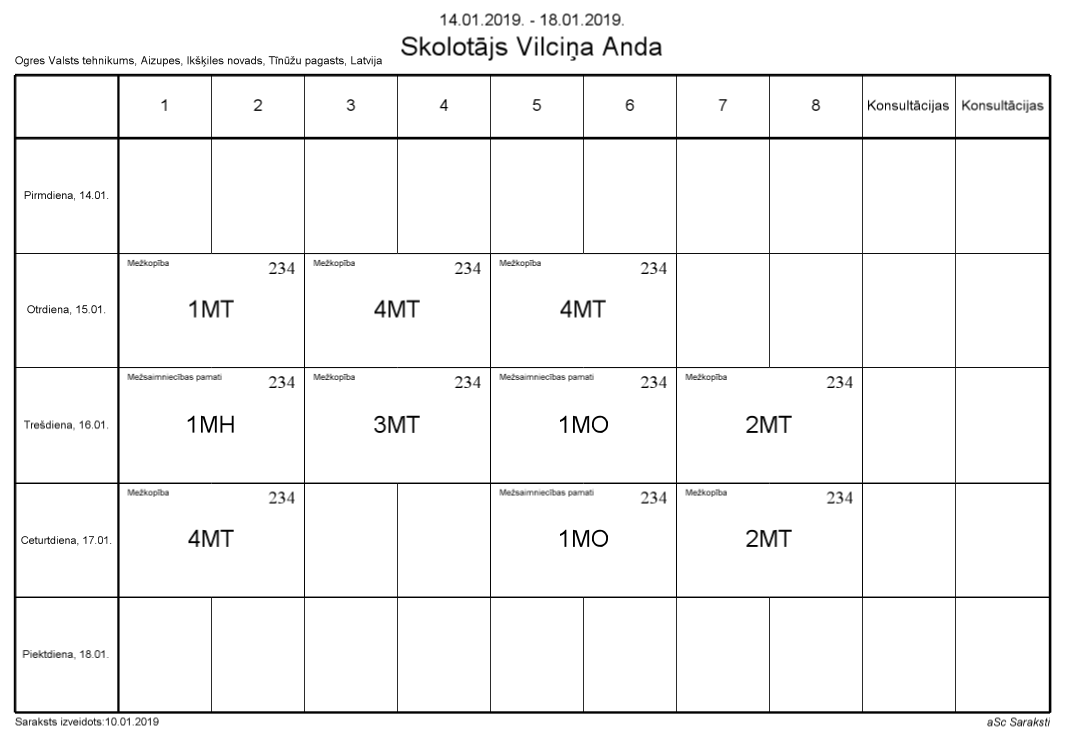 14.01.2019. - 18.01.2019.
Skolotājs Vilciņa Anda
Ogres Valsts tehnikums, Aizupes, Ikšķiles novads, Tīnūžu pagasts, Latvija
1 2 3 4 5 6 7 8 Konsultācijas Konsultācijas
Pirmdiena, 14.01.
Mežkopība 234 Mežkopība 234 Mežkopība 234
Otrdiena, 15.01. 1MT 4MT 4MT
Mežsaimniecības pamati 234 Mežkopība 234 Mežsaimniecības pamati 234 Mežkopība 234
Trešdiena, 16.01. 1MH 3MT 1MO 2MT
Mežkopība 234 Mežsaimniecības pamati 234 Mežkopība 234
Ceturtdiena, 17.01. 4MT 1MO 2MT
Piektdiena, 18.01.
Saraksts izveidots:10.01.2019 aSc Saraksti